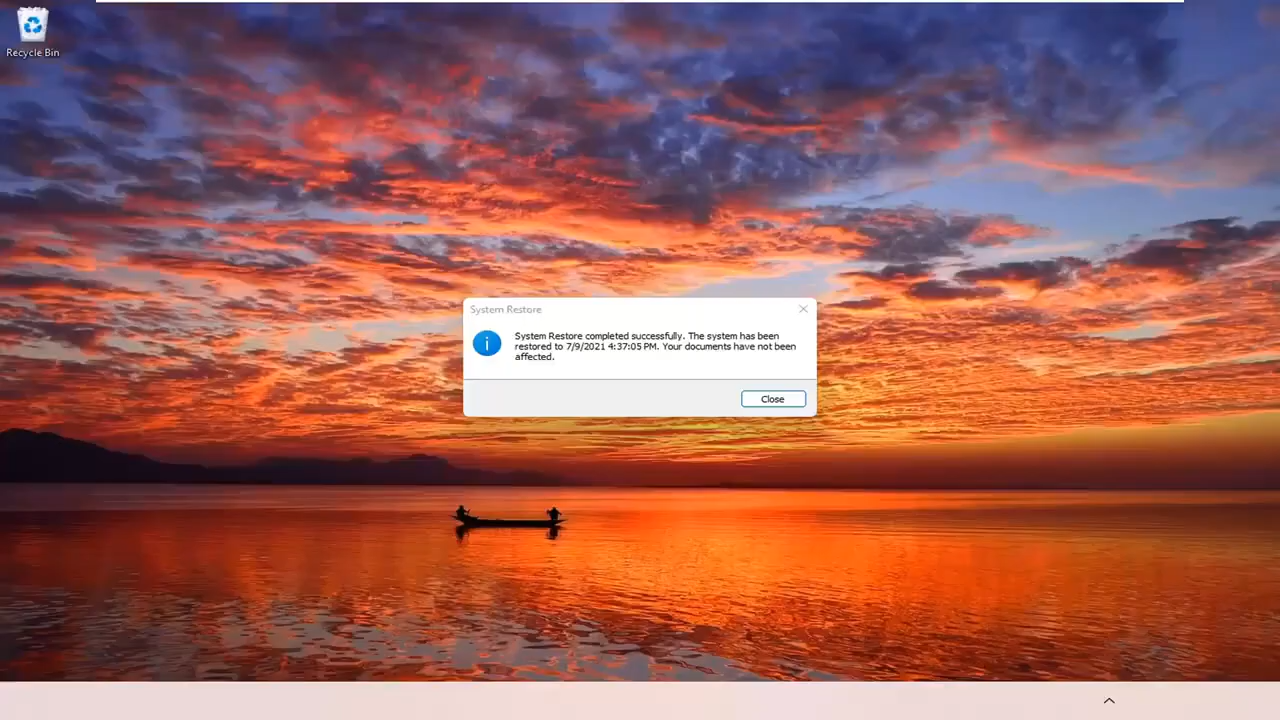 Recycle Bin
System Restore
System Restore completed successfully. The system has been
restored to 7/9/2021 4:37:05 PM. Your documents have not been
affected.
Close